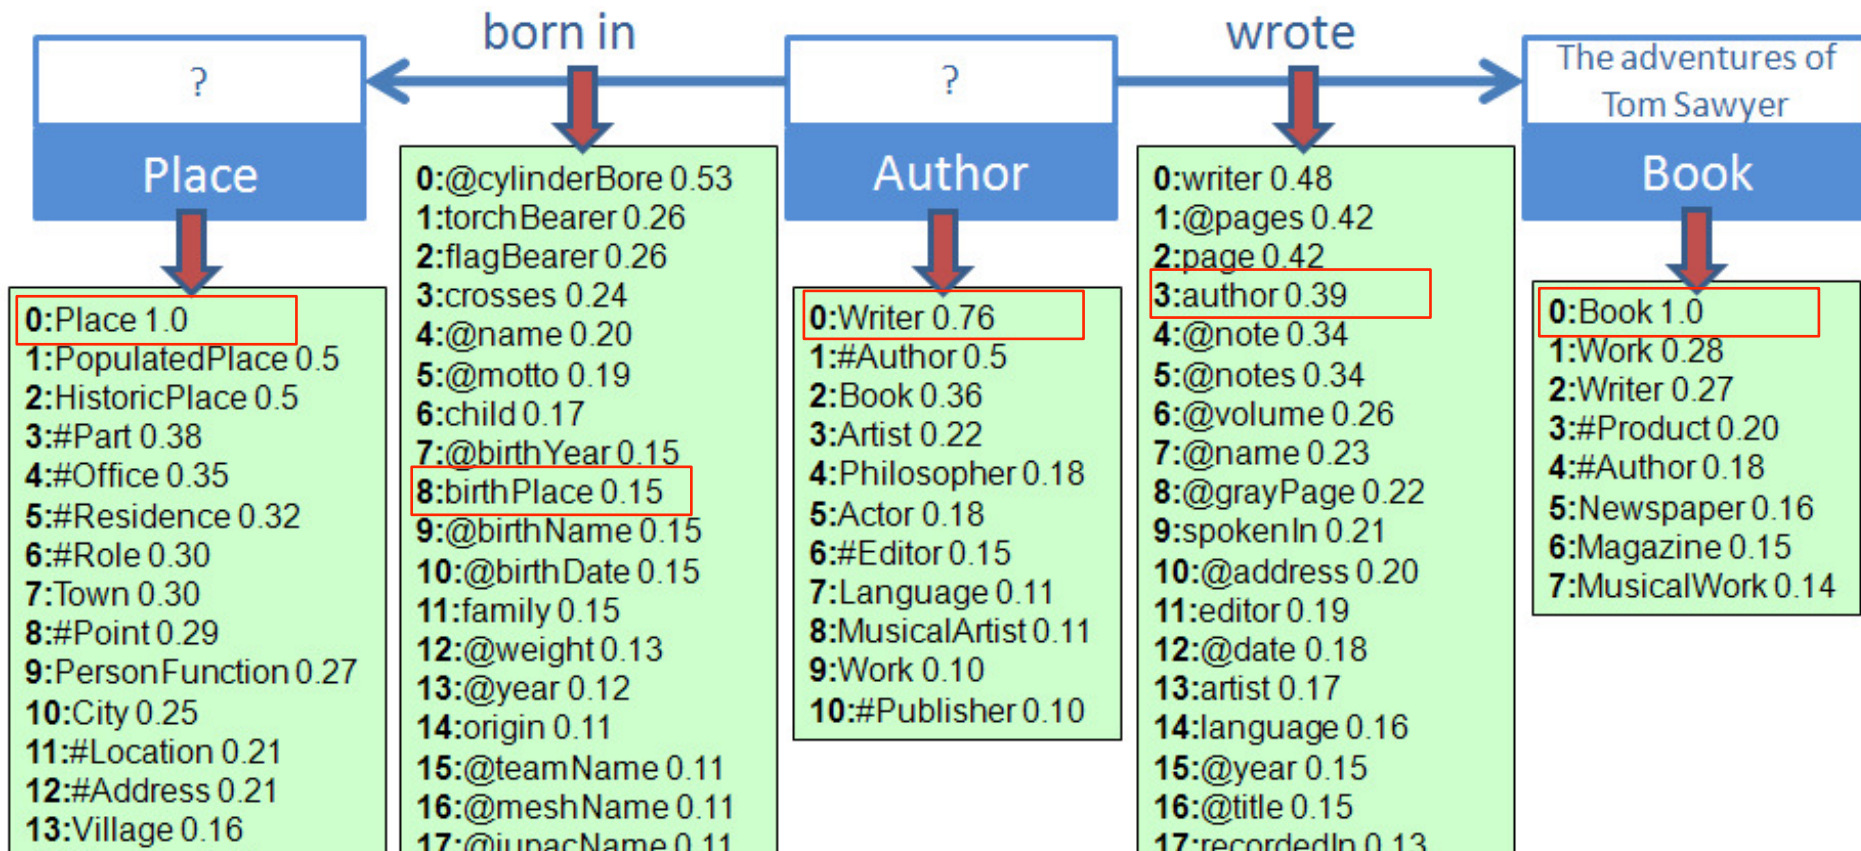 born in
wrote
?
?
The adventures of
Tom Sawyer
Place
Author
Book
0:Place 1.0
1:PopulatedPlace 0.5
2:HistoricPlace 0.5
3:#Part 0.38
4:#Office 0.35
5:#Residence 0.32
6:#Role 0.30
7:Town 0.30
8:#Point 0.29
9:PersonFunction 0.27
10:City 0.25
11:#Location 0.21
12:#Address 0.21
13:Village 0.16
0:@cylinderBore 0.53
1:torchBearer 0.26
2:flagBearer 0.26
3:crosses 0.24
4:@name 0.20
5:@motto 0.19
6:child 0.17
7:@birthYear 0.15
8:birthPlace 0.15
9:@birthName 0.15
10:@birthDate 0.15
11:family 0.15
12:@weight 0.13
13:@year 0.12
14:origin 0.11
15:@teamName 0.11
16:@meshName 0.11
17:@iupacName 0.11
0:Writer 0.76
1:#Author 0.5
2:Book 0.36
3:Artist 0.22
4:Philosopher 0.18
5:Actor 0.18
6:#Editor 0.15
7:Language 0.11
8:MusicalArtist 0.11
9:Work 0.10
10:#Publisher 0.10
0:writer 0.48
1:@pages 0.42
2:page 0.42
3:author 0.39
4:@note 0.34
5:@notes 0.34
6:@volume 0.26
7:@name 0.23
8:@grayPage 0.22
9:spokenIn 0.21
10:@address 0.20
11:editor 0.19
12:@date 0.18
13:artist 0.17
14:language 0.16
15:@year 0.15
16:@title 0.15
17:recordedIn 0.13
0:Book 1.0
1:Work 0.28
2:Writer 0.27
3:#Product 0.20
4:#Author 0.18
5:Newspaper 0.16
6:Magazine 0.15
7:MusicalWork 0.14